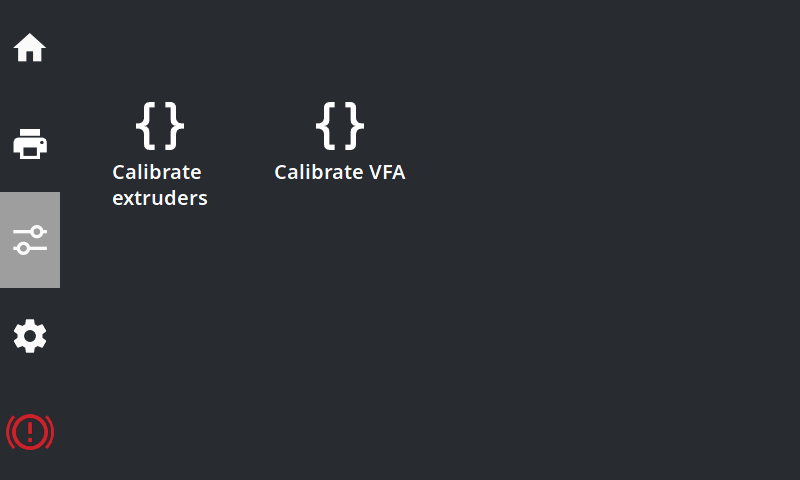 { }
{ }
Calibrate
extruders
Calibrate VFA